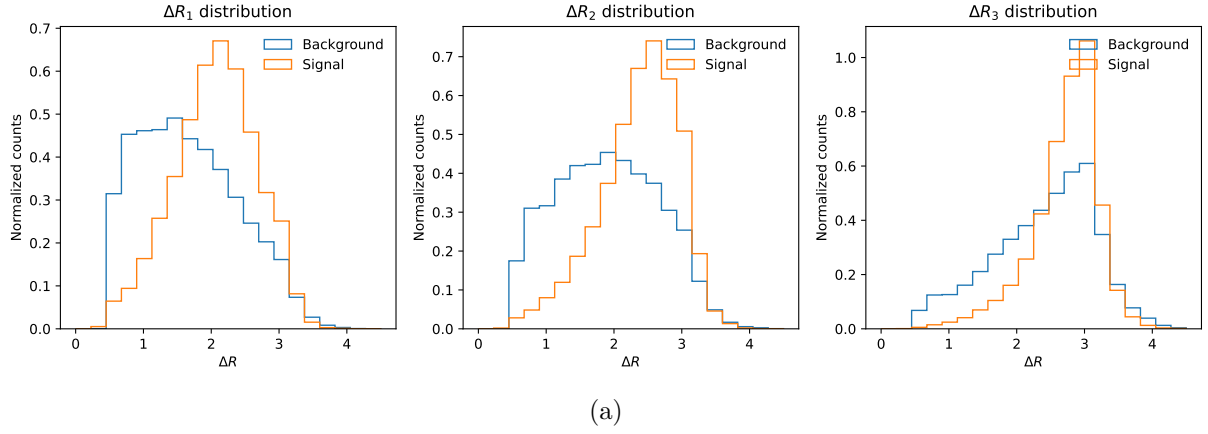 ΔR₁ distribution
Normalized counts
0.0
0.1
0.2
0.3
0.4
0.5
0.6
0.7
0 1 2 3 4
ΔR
Background
Signal
ΔR₂ distribution
Normalized counts
0.0
0.1
0.2
0.3
0.4
0.5
0.6
0.7
0 1 2 3 4
ΔR
Background
Signal
ΔR₃ distribution
Normalized counts
0.0
0.2
0.4
0.6
0.8
1.0
0 1 2 3 4
ΔR
Background
Signal
(a)